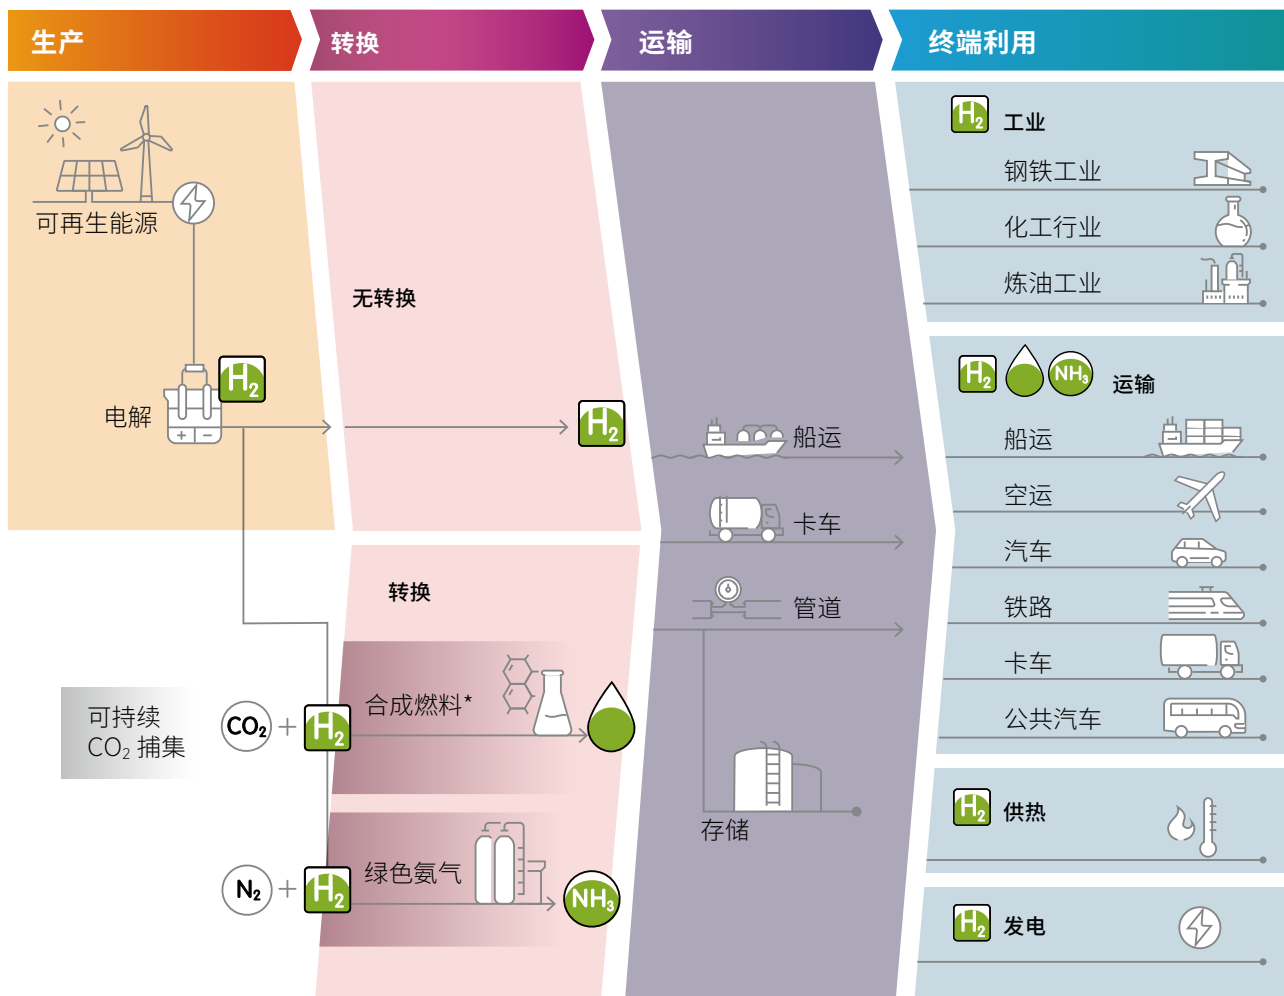 生产
转换
运输
终端利用
可再生能源
电解
H2
可持续
CO2 捕集
CO2
+
H2
N2
+
H2
无转换
H2
转换
合成燃料*
绿色氨气
NH3
船运
卡车
管道
存储
H2
工业
钢铁工业
化工行业
炼油工业
H2
NH3
运输
船运
空运
汽车
铁路
卡车
公共汽车
H2
供热
H2
发电